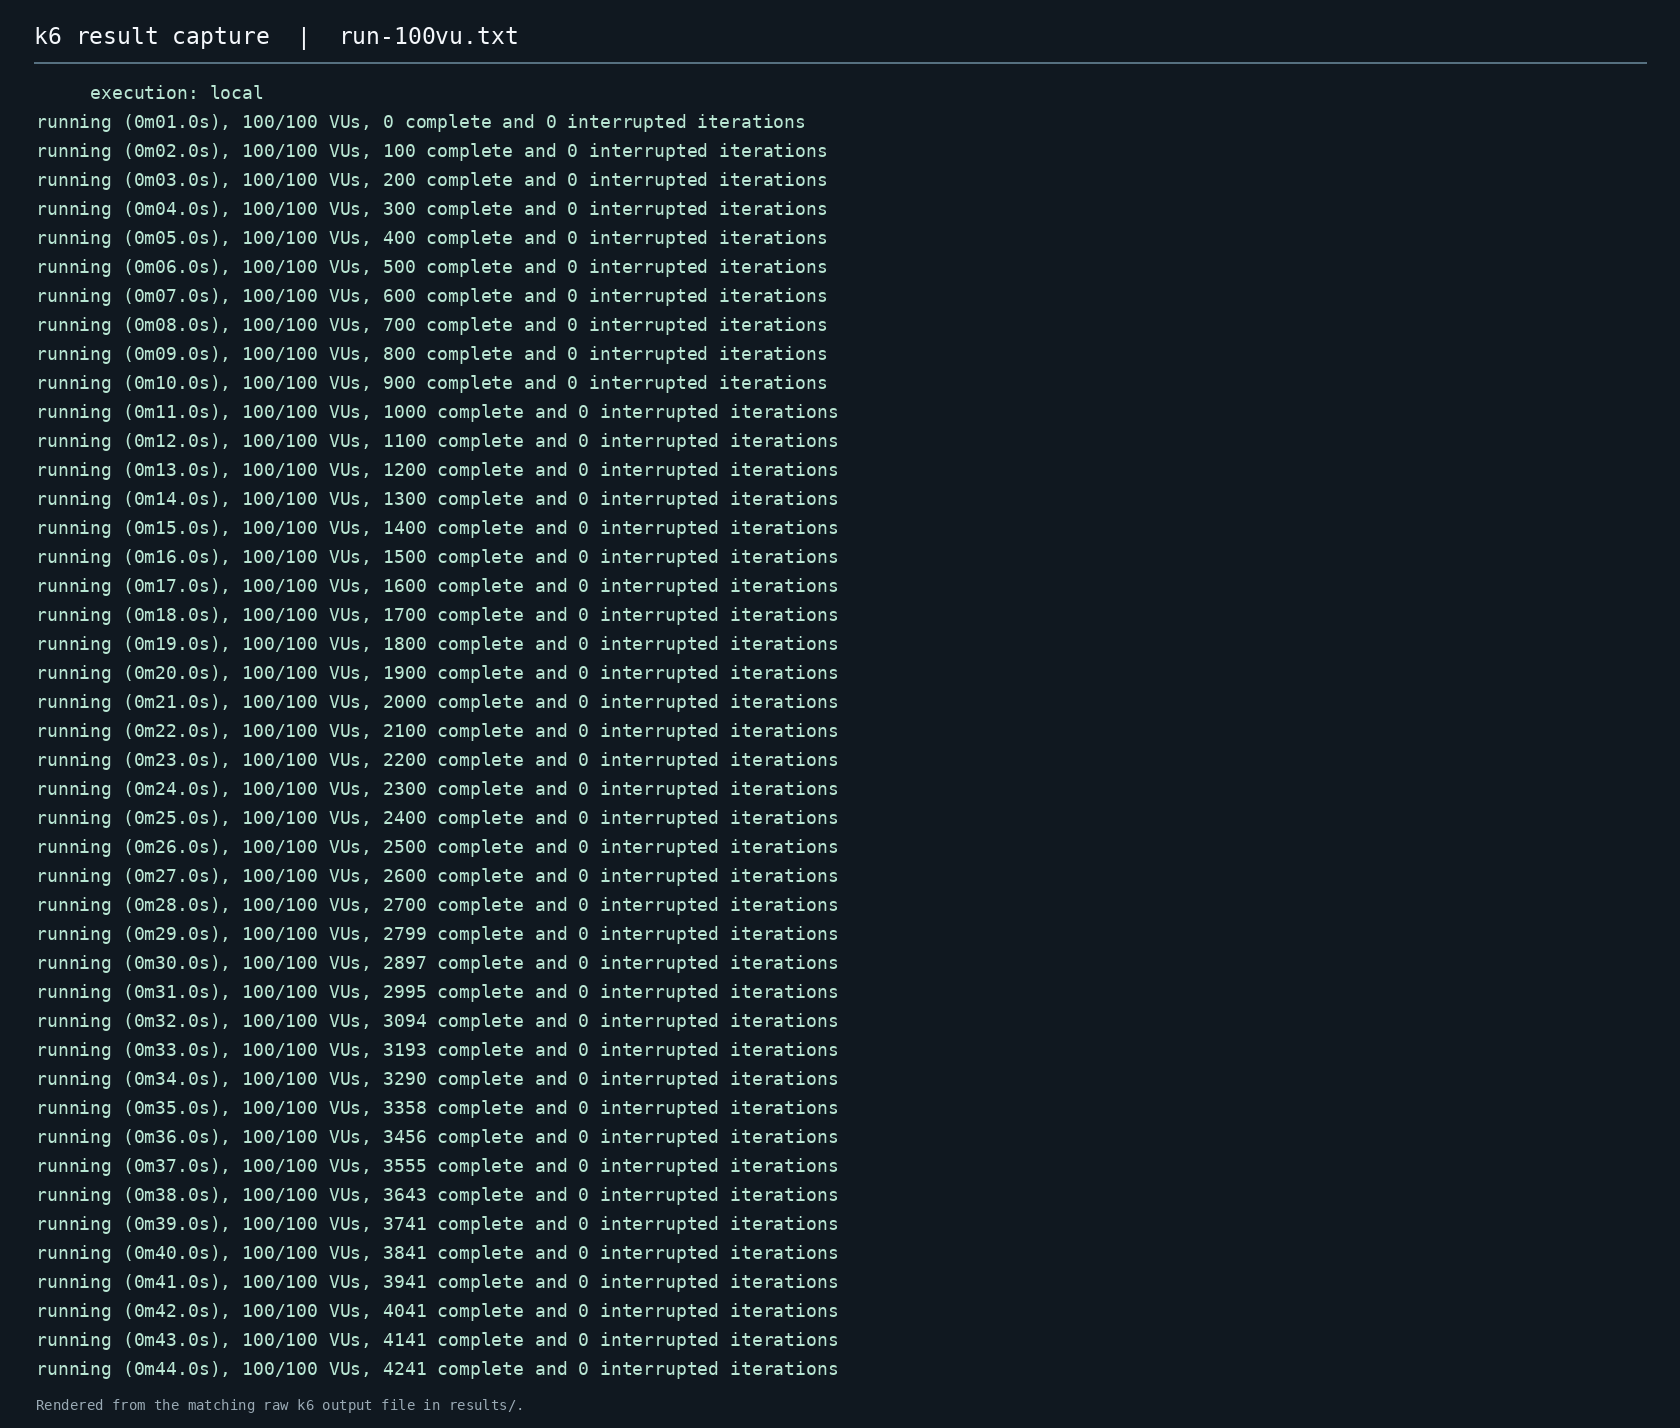 k6 result capture  |  run-100vu.txt
execution: local
running (0m01.0s), 100/100 VUs, 0 complete and 0 interrupted iterations
running (0m02.0s), 100/100 VUs, 100 complete and 0 interrupted iterations
running (0m03.0s), 100/100 VUs, 200 complete and 0 interrupted iterations
running (0m04.0s), 100/100 VUs, 300 complete and 0 interrupted iterations
running (0m05.0s), 100/100 VUs, 400 complete and 0 interrupted iterations
running (0m06.0s), 100/100 VUs, 500 complete and 0 interrupted iterations
running (0m07.0s), 100/100 VUs, 600 complete and 0 interrupted iterations
running (0m08.0s), 100/100 VUs, 700 complete and 0 interrupted iterations
running (0m09.0s), 100/100 VUs, 800 complete and 0 interrupted iterations
running (0m10.0s), 100/100 VUs, 900 complete and 0 interrupted iterations
running (0m11.0s), 100/100 VUs, 1000 complete and 0 interrupted iterations
running (0m12.0s), 100/100 VUs, 1100 complete and 0 interrupted iterations
running (0m13.0s), 100/100 VUs, 1200 complete and 0 interrupted iterations
running (0m14.0s), 100/100 VUs, 1300 complete and 0 interrupted iterations
running (0m15.0s), 100/100 VUs, 1400 complete and 0 interrupted iterations
running (0m16.0s), 100/100 VUs, 1500 complete and 0 interrupted iterations
running (0m17.0s), 100/100 VUs, 1600 complete and 0 interrupted iterations
running (0m18.0s), 100/100 VUs, 1700 complete and 0 interrupted iterations
running (0m19.0s), 100/100 VUs, 1800 complete and 0 interrupted iterations
running (0m20.0s), 100/100 VUs, 1900 complete and 0 interrupted iterations
running (0m21.0s), 100/100 VUs, 2000 complete and 0 interrupted iterations
running (0m22.0s), 100/100 VUs, 2100 complete and 0 interrupted iterations
running (0m23.0s), 100/100 VUs, 2200 complete and 0 interrupted iterations
running (0m24.0s), 100/100 VUs, 2300 complete and 0 interrupted iterations
running (0m25.0s), 100/100 VUs, 2400 complete and 0 interrupted iterations
running (0m26.0s), 100/100 VUs, 2500 complete and 0 interrupted iterations
running (0m27.0s), 100/100 VUs, 2600 complete and 0 interrupted iterations
running (0m28.0s), 100/100 VUs, 2700 complete and 0 interrupted iterations
running (0m29.0s), 100/100 VUs, 2799 complete and 0 interrupted iterations
running (0m30.0s), 100/100 VUs, 2897 complete and 0 interrupted iterations
running (0m31.0s), 100/100 VUs, 2995 complete and 0 interrupted iterations
running (0m32.0s), 100/100 VUs, 3094 complete and 0 interrupted iterations
running (0m33.0s), 100/100 VUs, 3193 complete and 0 interrupted iterations
running (0m34.0s), 100/100 VUs, 3290 complete and 0 interrupted iterations
running (0m35.0s), 100/100 VUs, 3358 complete and 0 interrupted iterations
running (0m36.0s), 100/100 VUs, 3456 complete and 0 interrupted iterations
running (0m37.0s), 100/100 VUs, 3555 complete and 0 interrupted iterations
running (0m38.0s), 100/100 VUs, 3643 complete and 0 interrupted iterations
running (0m39.0s), 100/100 VUs, 3741 complete and 0 interrupted iterations
running (0m40.0s), 100/100 VUs, 3841 complete and 0 interrupted iterations
running (0m41.0s), 100/100 VUs, 3941 complete and 0 interrupted iterations
running (0m42.0s), 100/100 VUs, 4041 complete and 0 interrupted iterations
running (0m43.0s), 100/100 VUs, 4141 complete and 0 interrupted iterations
running (0m44.0s), 100/100 VUs, 4241 complete and 0 interrupted iterations
Rendered from the matching raw k6 output file in results/.